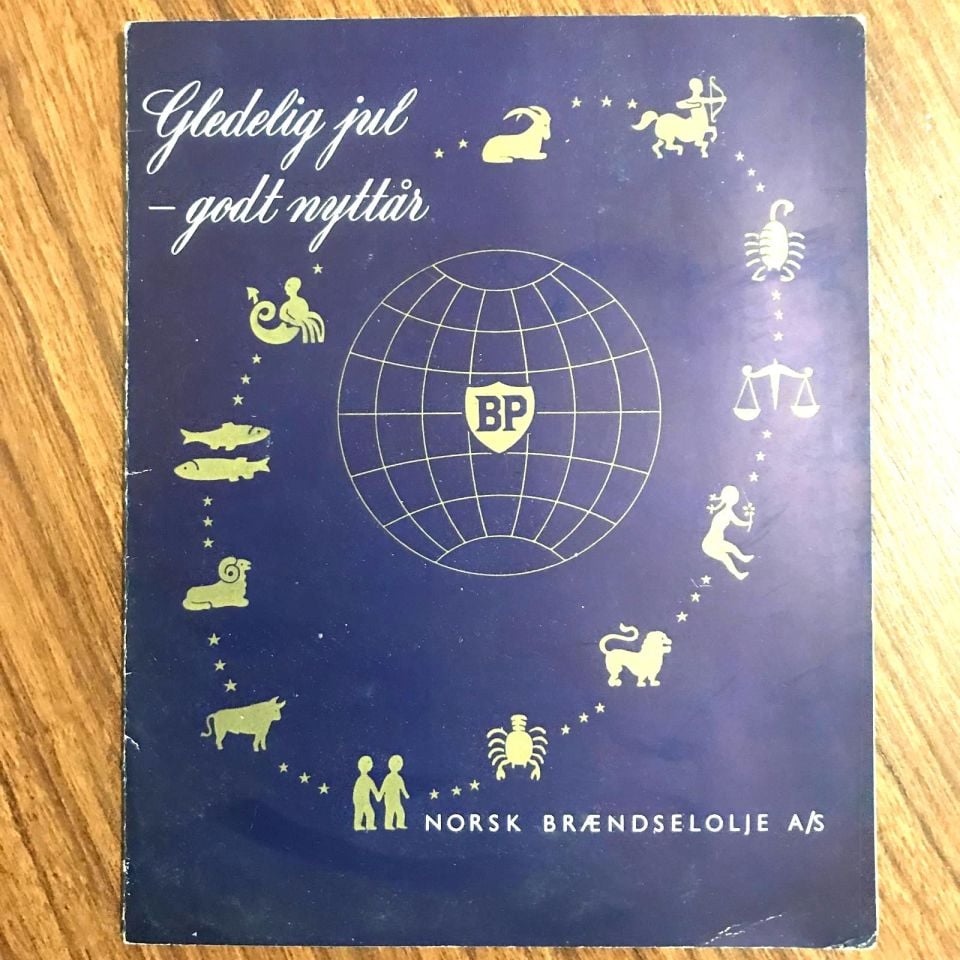 Gledelig jul
– godt nyttår
BP
NORSK BRÆNDSELOLJE A/S